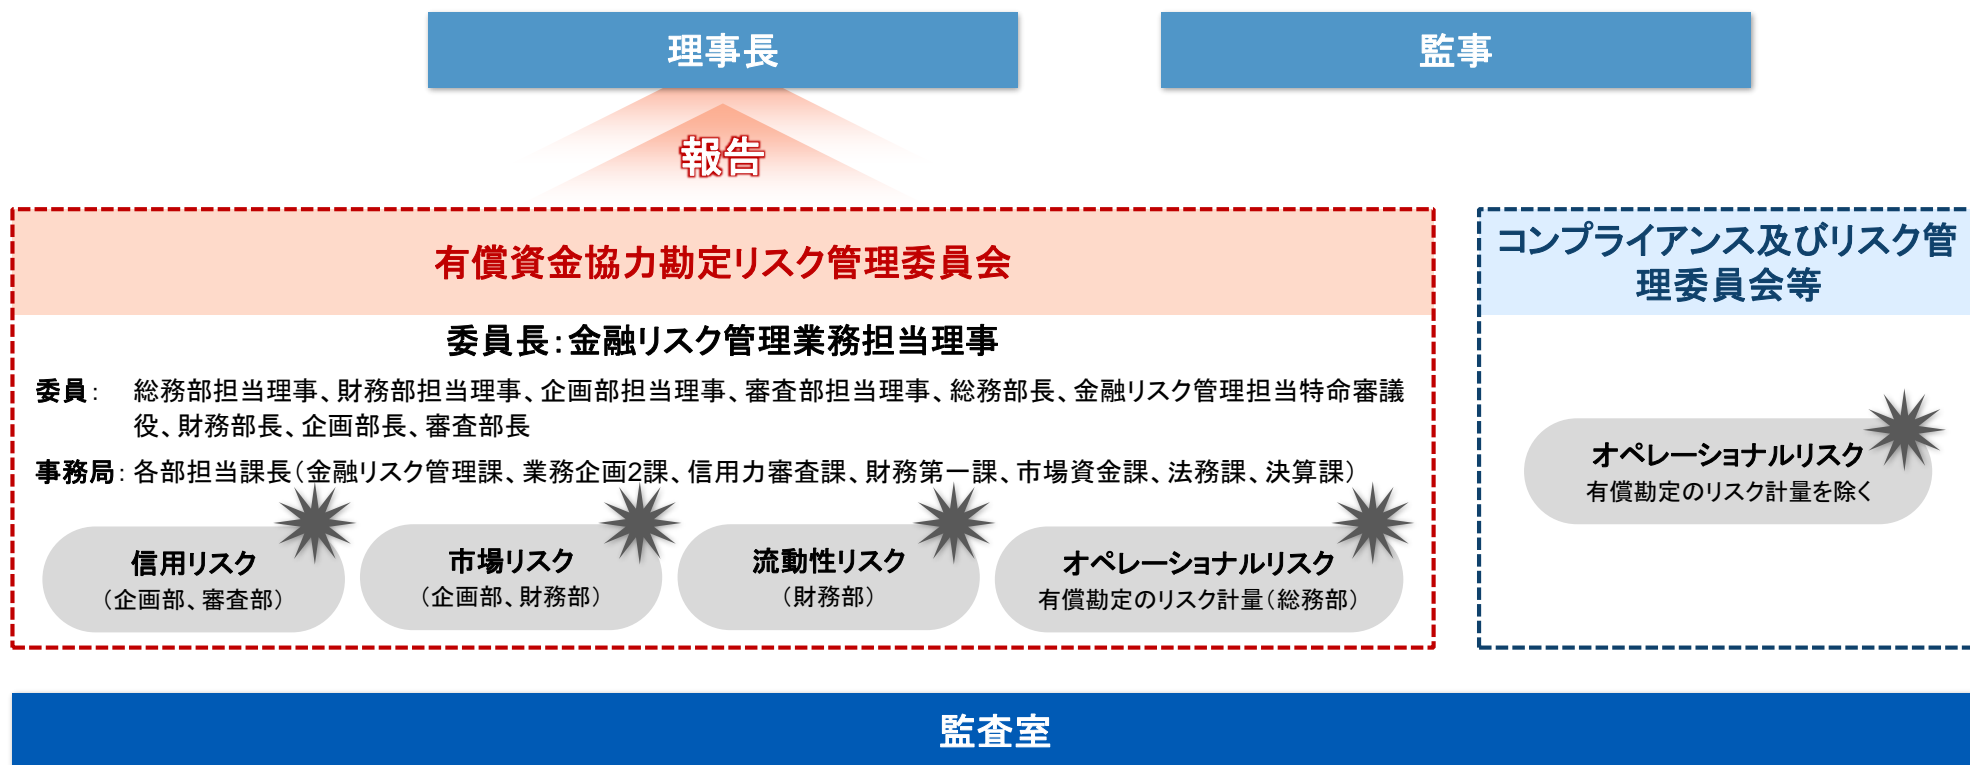 理事長
監事
報告
有償資金協力勘定リスク管理委員会
委員長：金融リスク管理業務担当理事
委員： 総務部担当理事、財務部担当理事、企画部担当理事、審査部担当理事、総務部長、金融リスク管理担当特命審議
役、財務部長、企画部長、審査部長
事務局：各部担当課長（金融リスク管理課、業務企画2課、信用力審査課、財務第一課、市場資金課、法務課、決算課）
信用リスク
（企画部、審査部）
市場リスク
（企画部、財務部）
流動性リスク
（財務部）
オペレーショナルリスク
有償勘定のリスク計量（総務部）
コンプライアンス及びリスク管
理委員会等
オペレーショナルリスク
有償勘定のリスク計量を除く
監査室